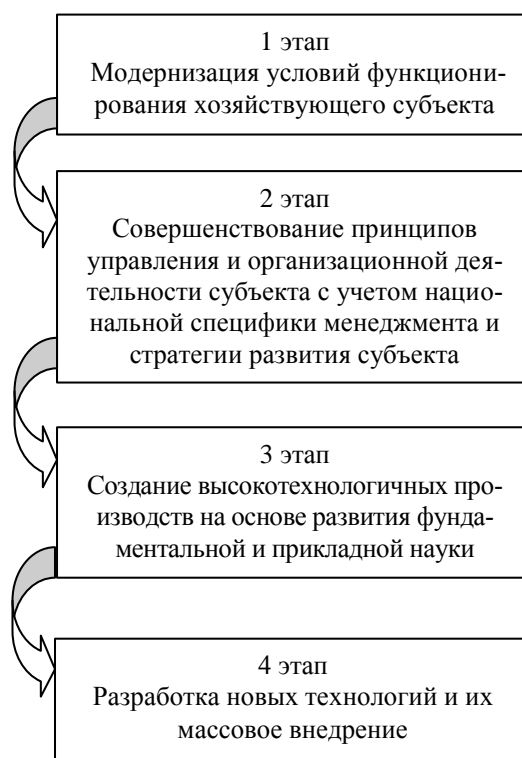 1 этап
Модернизация условий функциони-
рования хозяйствующего субъекта
2 этап
Совершенствование принципов
управления и организационной дея-
тельности субъекта с учетом нацио-
нальной специфики менеджмента и
стратегии развития субъекта
3 этап
Создание высокотехнологичных про-
изводств на основе развития фунда-
ментальной и прикладной науки
4 этап
Разработка новых технологий и их
массовое внедрение